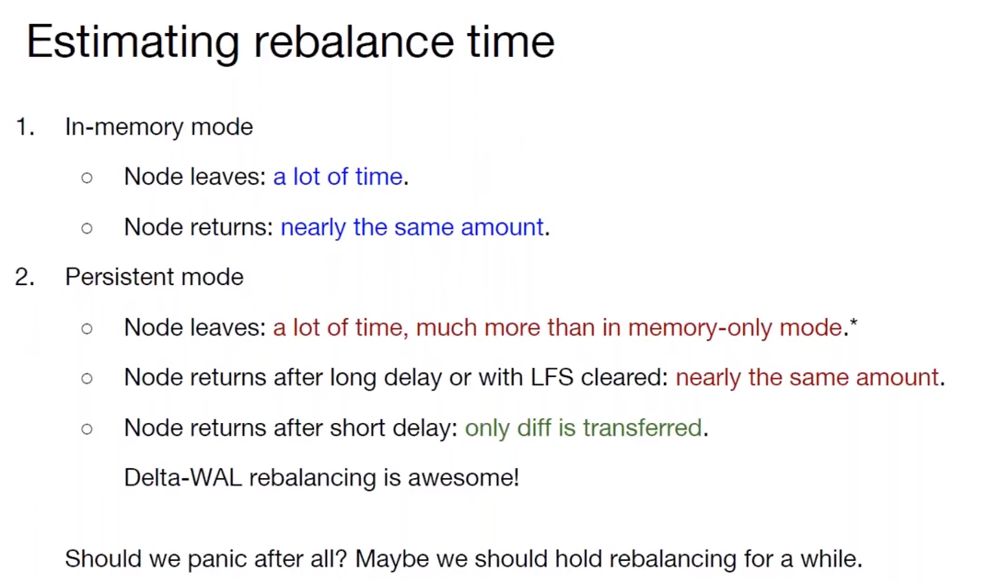 Estimating rebalance time
1. In-memory mode
○ Node leaves: a lot of time.
○ Node returns: nearly the same amount.
2. Persistent mode
○ Node leaves: a lot of time, much more than in memory-only mode.*
○ Node returns after long delay or with LFS cleared: nearly the same amount.
○ Node returns after short delay: only diff is transferred.
Delta-WAL rebalancing is awesome!
Should we panic after all? Maybe we should hold rebalancing for a while.